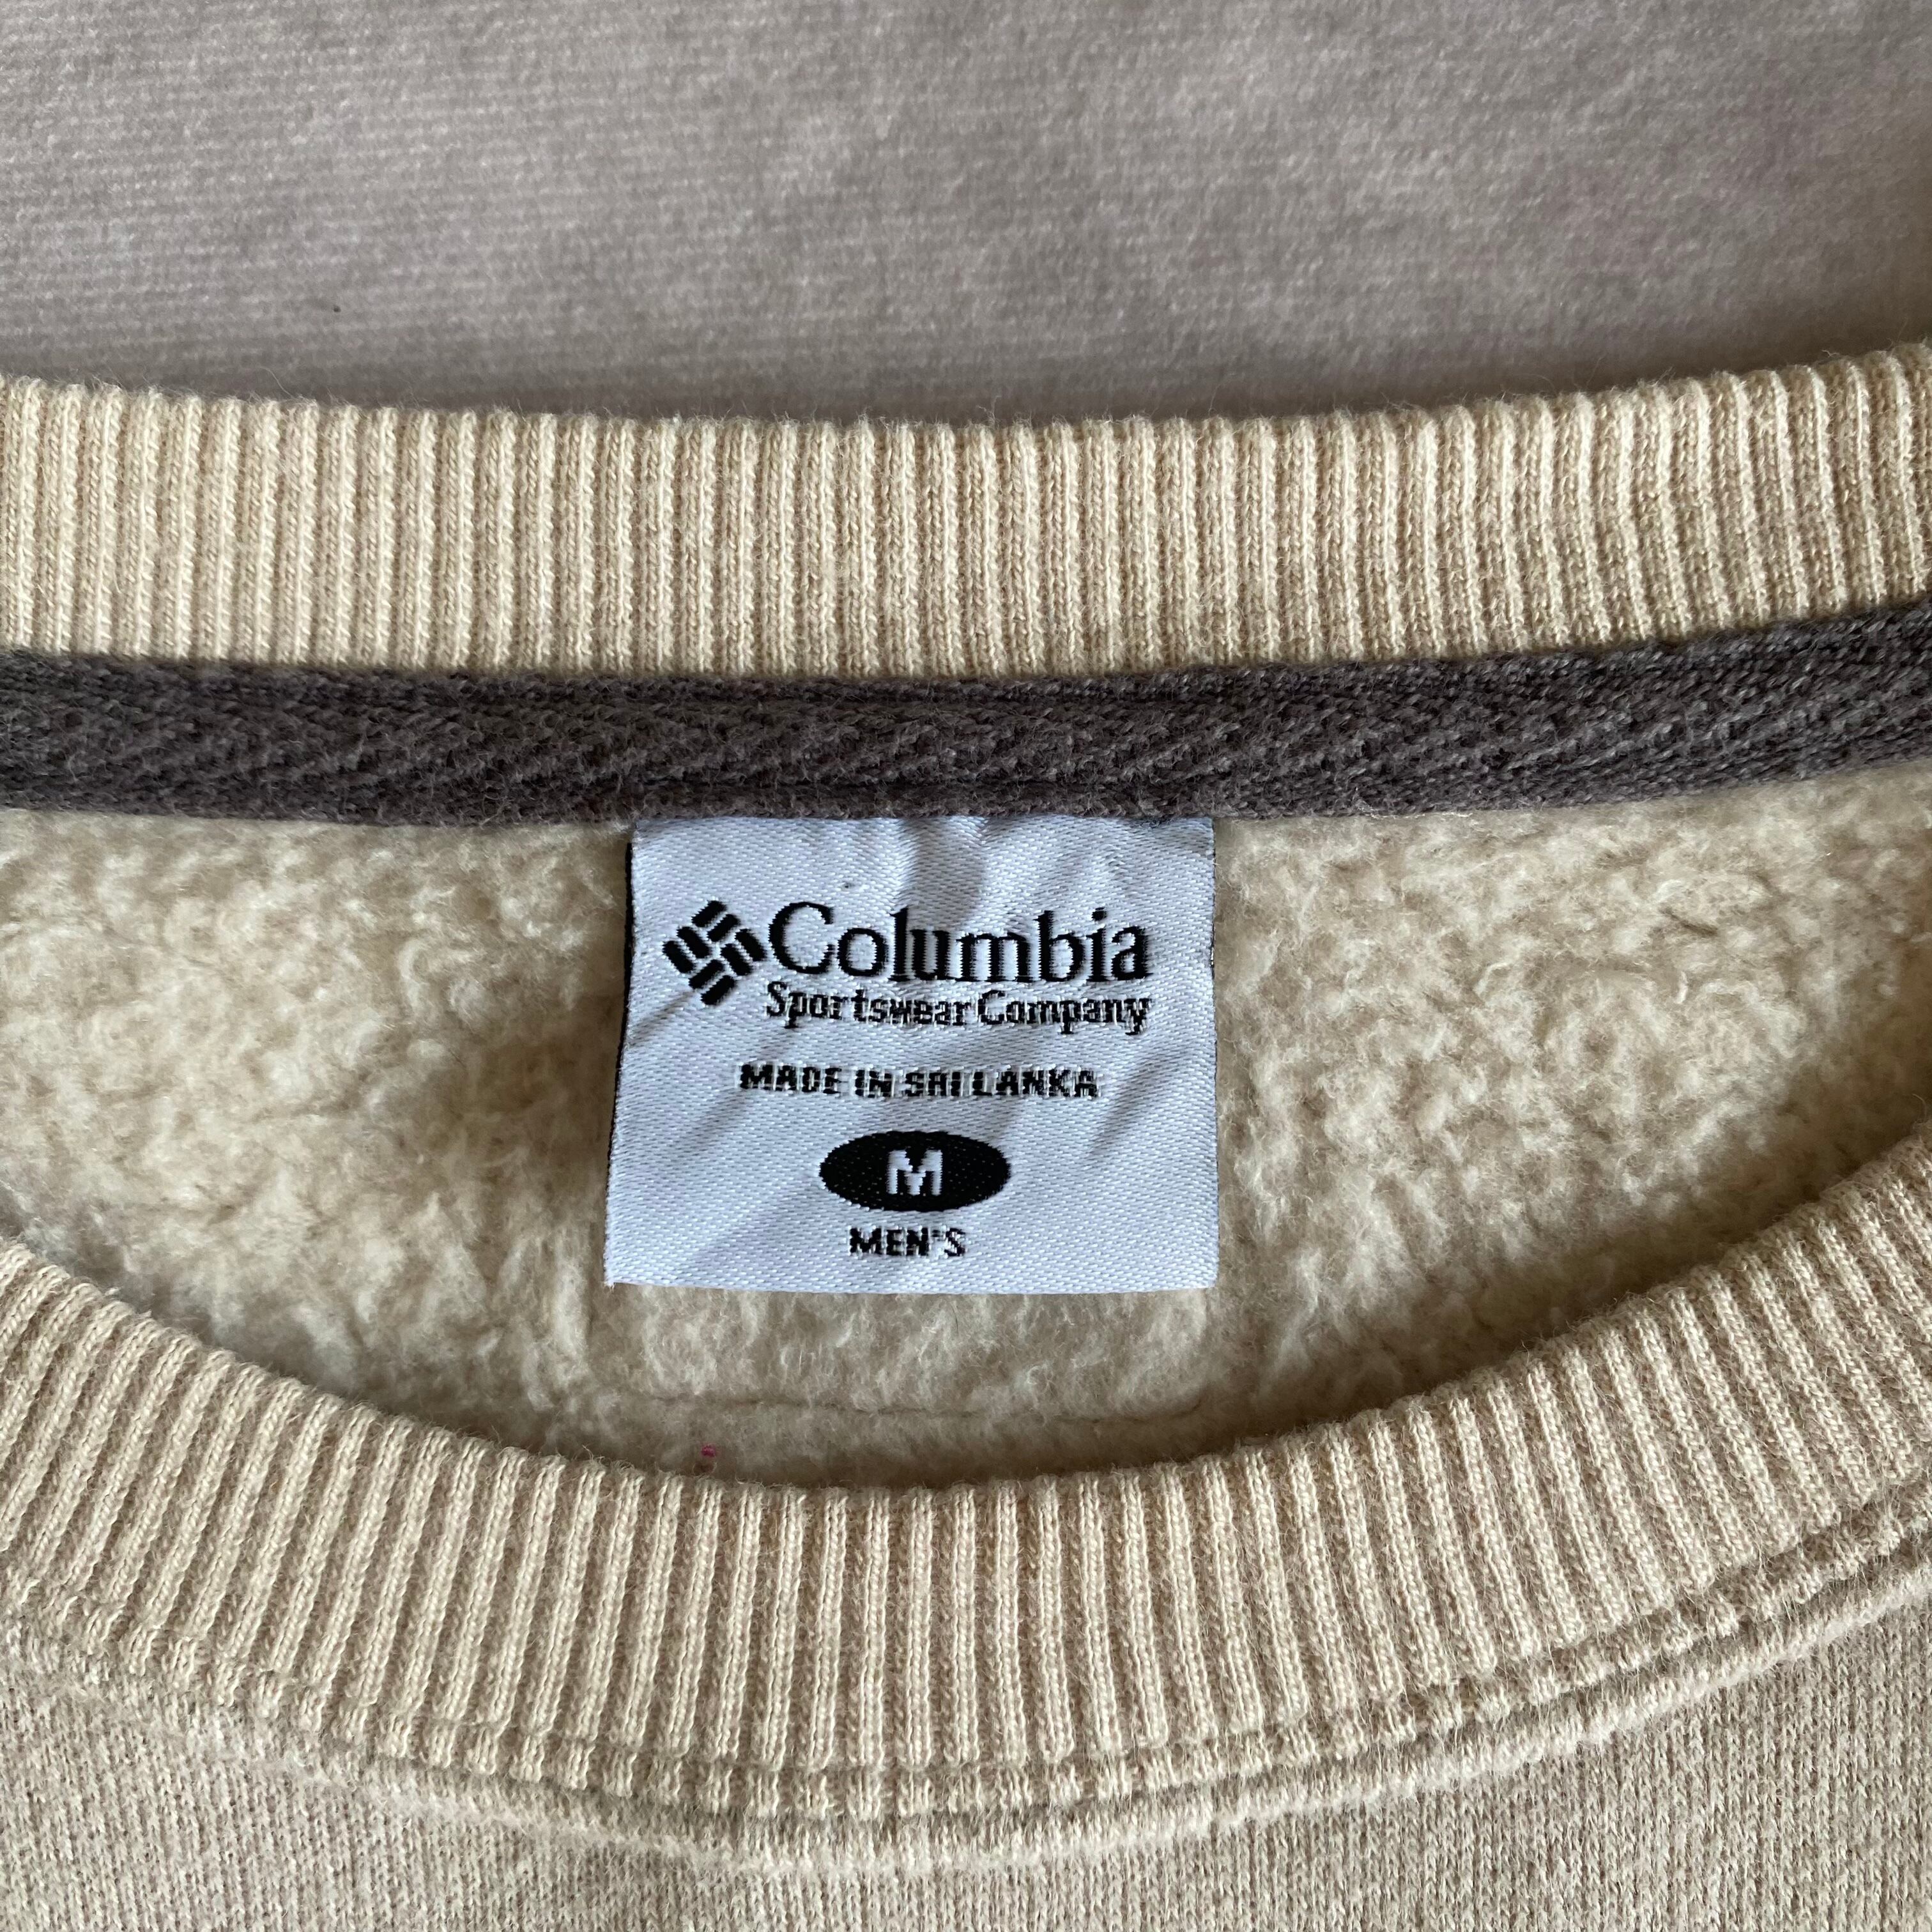 Columbia
Sportswear Company
MADE IN SRI LANKA
M
MEN'S